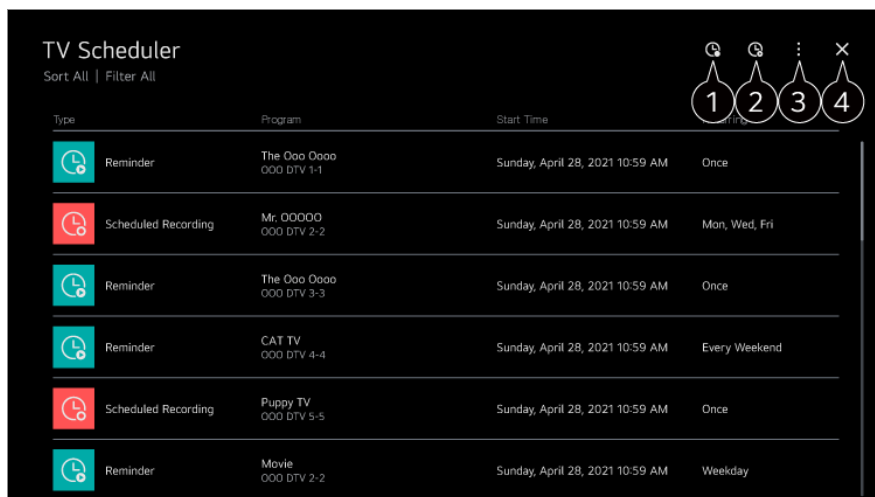 TV Scheduler
Sort All | Filter All
1 2 3 4
Type Program Start Time
Reminder The Ooo Oooo Sunday, April 28, 2021 10:59 AM Once
OOO DTV 1-1
Scheduled Recording Mr. OOOOO Sunday, April 28, 2021 10:59 AM Mon, Wed, Fri
OOO DTV 2-2
Reminder The Ooo Oooo Sunday, April 28, 2021 10:59 AM Once
OOO DTV 3-3
Reminder CAT TV Sunday, April 28, 2021 10:59 AM Every Weekend
OOO DTV 4-4
Scheduled Recording Puppy TV Sunday, April 28, 2021 10:59 AM Once
OOO DTV 5-5
Reminder Movie Sunday, April 28, 2021 10:59 AM Weekday
OOO DTV 2-2